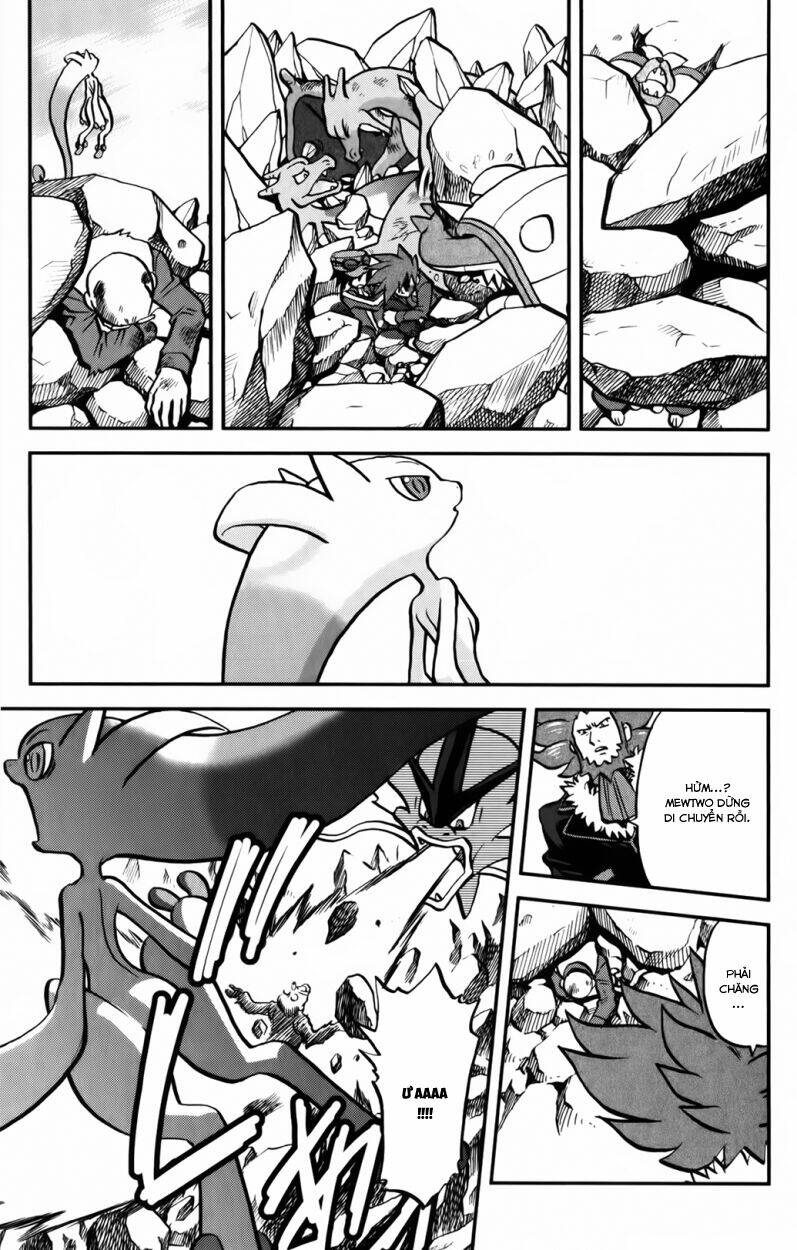 HỪM...?
MEWTWO DỪNG
DI CHUYỂN RỒI.
PHẢI
CHĂNG
...
Ư AAAA
!!!!